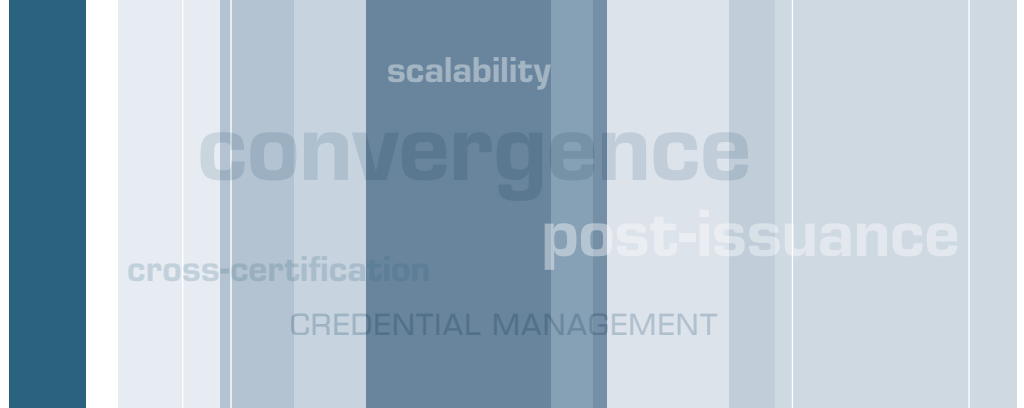 scalability
convergence
post-issuance
cross-certification
CREDENTIAL MANAGEMENT